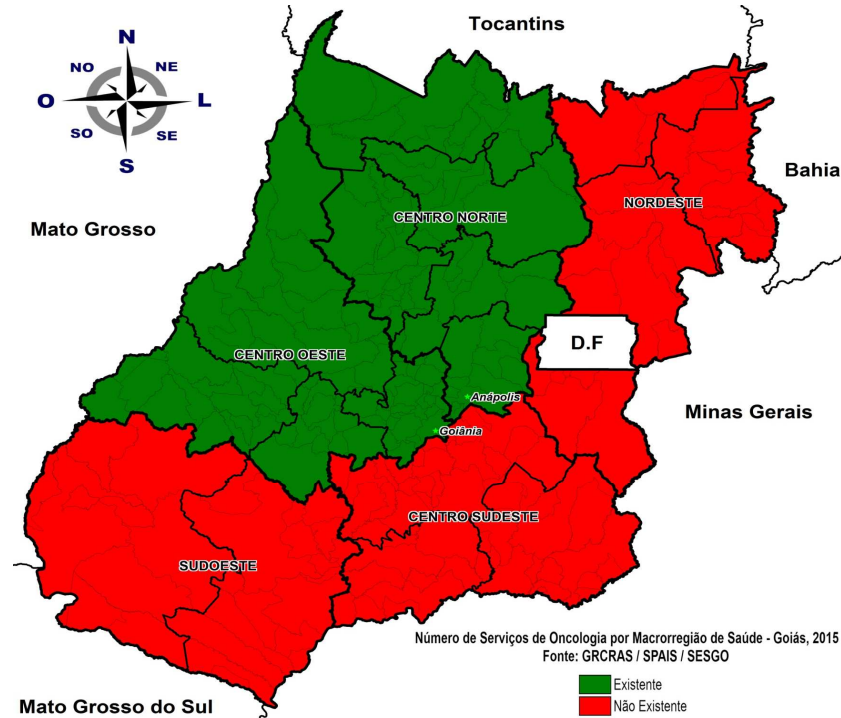 Tocantins
N
NO
NE
O
L
SO
SE
S
Bahia
Mato Grosso
CENTRO NORTE
NORDESTE
D.F
CENTRO OESTE
Anápolis
Minas Gerais
Goiânia
CENTRO SUDESTE
SUDOESTE
Número de Serviços de Oncologia por Macrorregião de Saúde - Goiás, 2015
Fonte: GRCRAS / SPAIS / SESGO
Existente
Não Existente
Mato Grosso do Sul